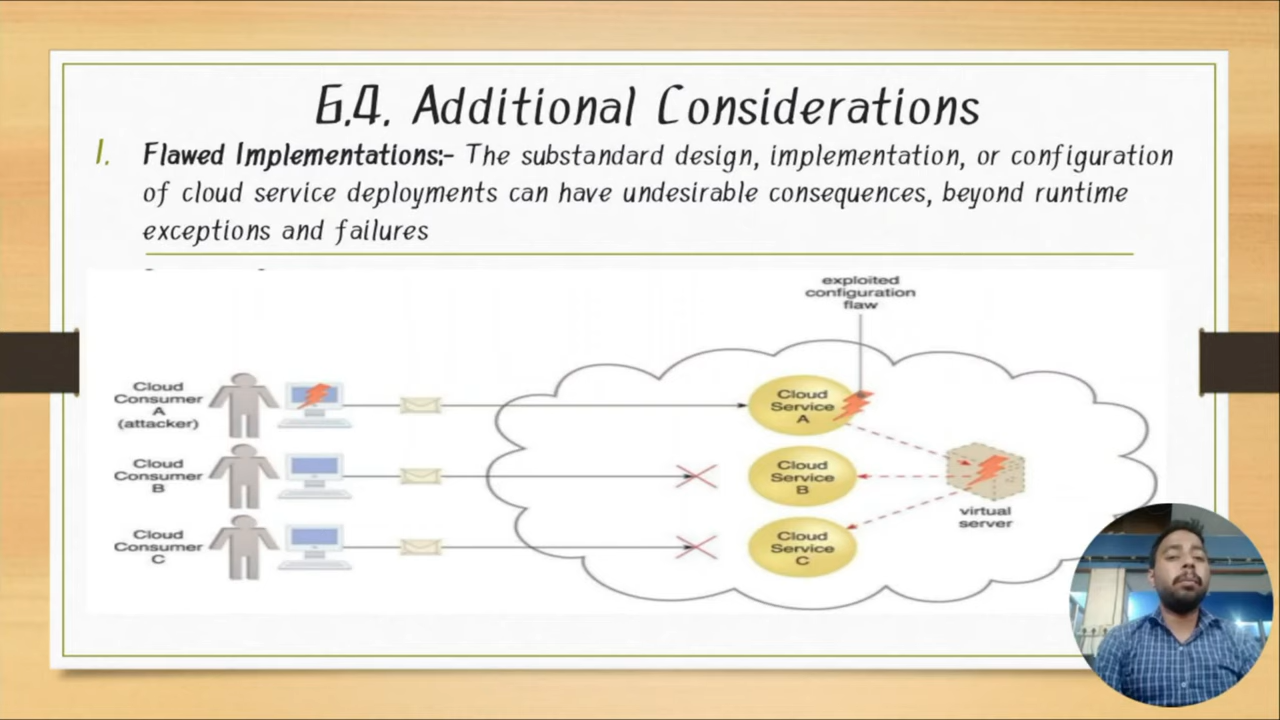 6.4. Additional Considerations
1. Flawed Implementations:- The substandard design, implementation, or configuration
of cloud service deployments can have undesirable consequences, beyond runtime
exceptions and failures
exploited
configuration
flaw
Cloud
Consumer
A
(attacker)
Cloud
Service
A
Cloud
Consumer
B
Cloud
Service
B
virtual
server
Cloud
Consumer
C
Cloud
Service
C